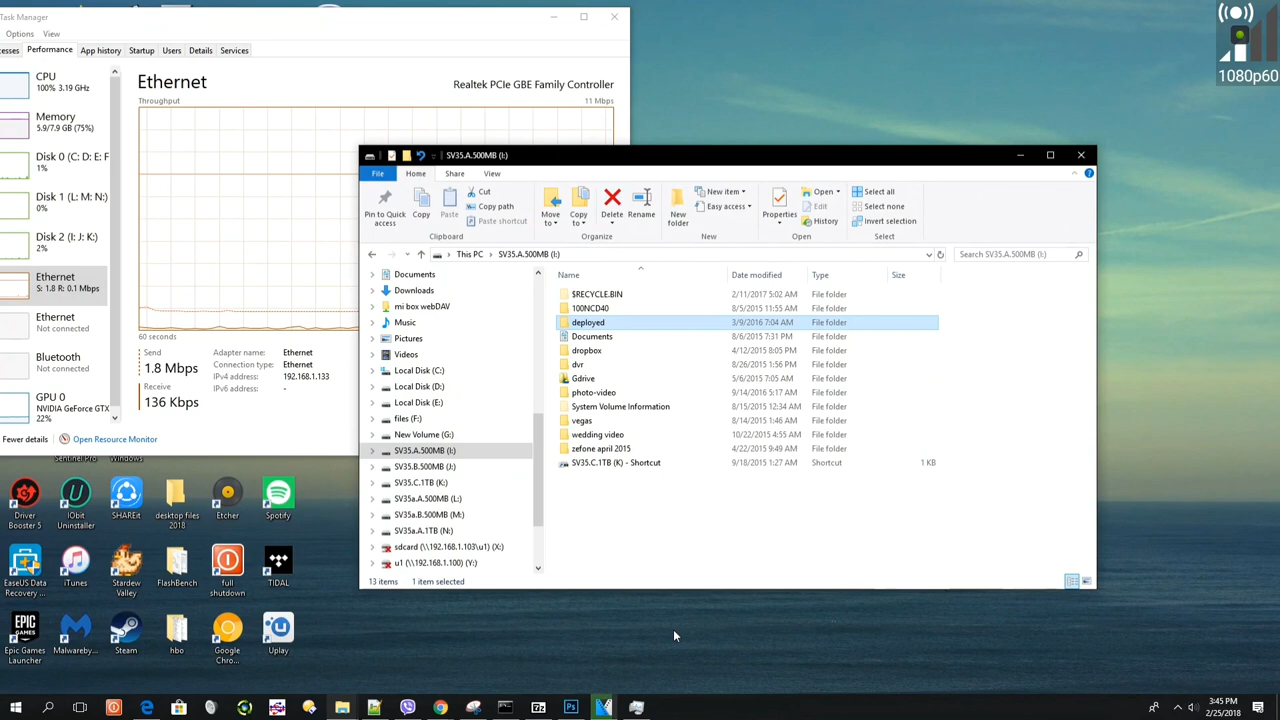 Task Manager
Options View
cesses Performance App history Startup Users Details Services
CPU
100% 3.19 GHz
Memory
5.9/7.9 GB (75%)
Disk 0 (C: D: E: F
1%
Disk 1 (L: M: N:)
0%
Disk 2 (I: J: K:)
2%
Ethernet
S: 1.8 R: 0.1 Mbps
Ethernet
Not connected
Bluetooth
Not connected
GPU 0
NVIDIA GeForce GTX
22%
Ethernet
Realtek PCIe GBE Family Controller
Throughput
11 Mbps
60 seconds
Send
1.8 Mbps
Receive
136 Kbps
Adapter name: Ethernet
Connection type: Ethernet
IPv4 address: 192.168.1.133
IPv6 address: -
Fewer details Open Resource Monitor
1080p60
SV35.A.500MB (I:)
File Home Share View
Pin to Quick access
Copy
Paste
Cut
Copy path
Paste shortcut
Clipboard
Move to
Copy to
Delete
Rename
Organize
New folder
New item
Easy access
New
Properties
Open
Edit
History
Open
Select all
Select none
Invert selection
Select
This PC SV35.A.500MB (I:)
Search SV35.A.500MB (I:)
Documents
Downloads
mi box webDAV
Music
Pictures
Videos
Local Disk (C:)
Local Disk (D:)
Local Disk (E:)
files (F:)
New Volume (G:)
SV35.A.500MB (I:)
SV35.B.500MB (J:)
SV35.C.1TB (K:)
SV35a.A.500MB (L:)
SV35a.B.500MB (M:)
SV35a.A.1TB (N:)
sdcard (\\192.168.1.103\u1) (X:)
u1 (\\192.168.1.100) (Y:)
Name Date modified Type Size
$RECYCLE.BIN 2/11/2017 5:02 AM File folder
100NCD40 8/5/2015 11:55 AM File folder
deployed 3/9/2016 7:04 AM File folder
Documents 8/6/2015 7:31 PM File folder
dropbox 4/12/2015 8:05 PM File folder
dvr 8/26/2015 1:56 PM File folder
Gdrive 5/6/2015 7:05 AM File folder
photo-video 9/14/2016 5:17 AM File folder
System Volume Information 8/15/2015 12:34 AM File folder
vegas 8/14/2015 1:46 AM File folder
wedding video 10/22/2015 4:55 AM File folder
zefone april 2015 4/22/2015 9:49 AM File folder
SV35.C.1TB (K) - Shortcut 9/18/2015 1:27 AM Shortcut 1 KB
13 items 1 item selected
Sentinel Pro
Windows
Driver Booster 5
IObit Uninstaller
SHAREit
desktop files 2018
Etcher
Spotify
EaseUS Data Recovery ...
iTunes
Stardew Valley
FlashBench
full shutdown
TIDAL
EPIC GAMES
Epic Games Launcher
Malwareby...
Steam
hbo
Google Chro...
Uplay
Ps
3:45 PM
2/25/2018